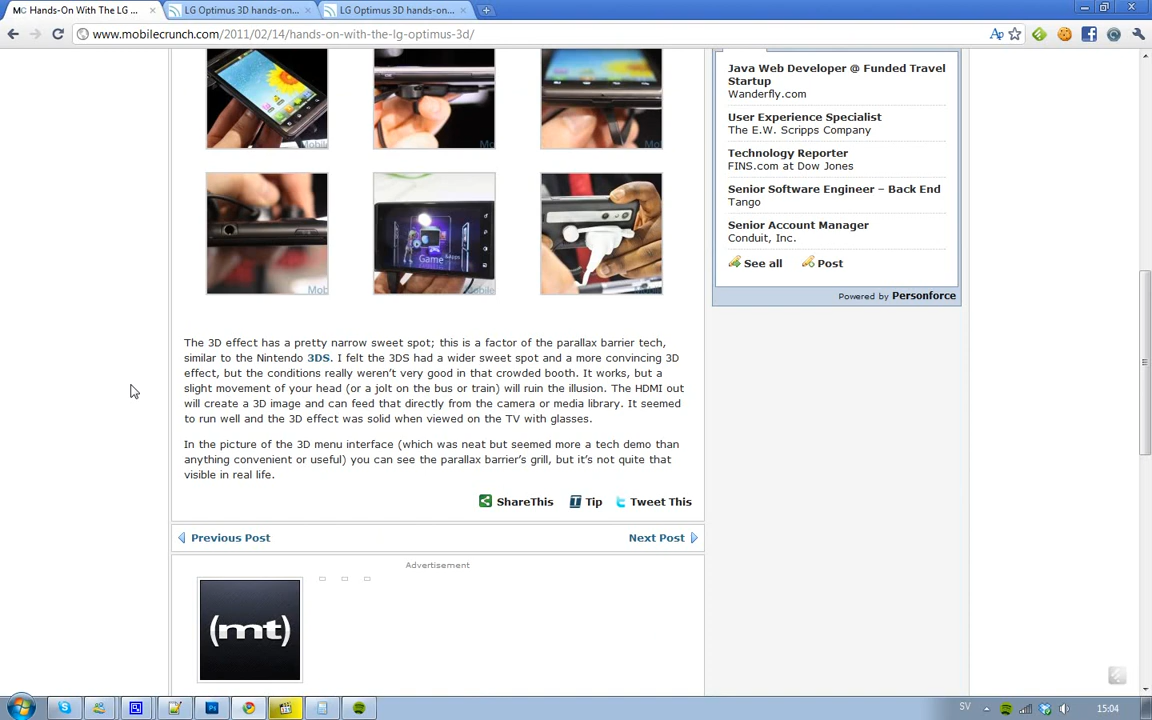 Hands-On With The LG ...
LG Optimus 3D hands-on...
LG Optimus 3D hands-on...
www.mobilecrunch.com/2011/02/14/hands-on-with-the-lg-optimus-3d/
Mobile
Mo
Mobile
Mob
Game
Mobile
Mob
The 3D effect has a pretty narrow sweet spot; this is a factor of the parallax barrier tech,
similar to the Nintendo 3DS. I felt the 3DS had a wider sweet spot and a more convincing 3D
effect, but the conditions really weren't very good in that crowded booth. It works, but a
slight movement of your head (or a jolt on the bus or train) will ruin the illusion. The HDMI out
will create a 3D image and can feed that directly from the camera or media library. It seemed
to run well and the 3D effect was solid when viewed on the TV with glasses.
In the picture of the 3D menu interface (which was neat but seemed more a tech demo than
anything convenient or useful) you can see the parallax barrier's grill, but it's not quite that
visible in real life.
ShareThis Tip Tweet This
Previous Post Next Post
Advertisement
(mt)
Java Web Developer @ Funded Travel
Startup
Wanderfly.com
User Experience Specialist
The E.W. Scripps Company
Technology Reporter
FINS.com at Dow Jones
Senior Software Engineer – Back End
Tango
Senior Account Manager
Conduit, Inc.
See all Post
Powered by Personforce
SV
15:04